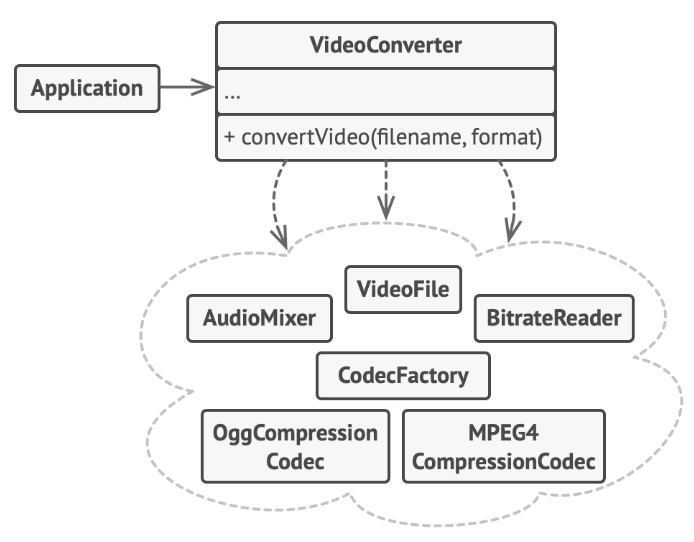 VideoConverter
Application
...
+ convertVideo(filename, format)
VideoFile
AudioMixer
BitrateReader
CodecFactory
OggCompression
Codec
MPEG4
CompressionCodec